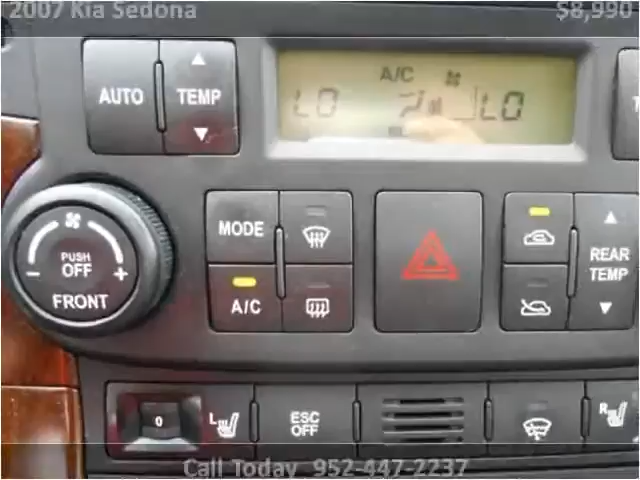 2007 Kia Sedona $8,990
A/C
AUTO TEMP
LO LO
MODE
PUSH
OFF
FRONT
A/C
REAR
TEMP
L
0
ESC
OFF
R
Call Today 952-447-2237